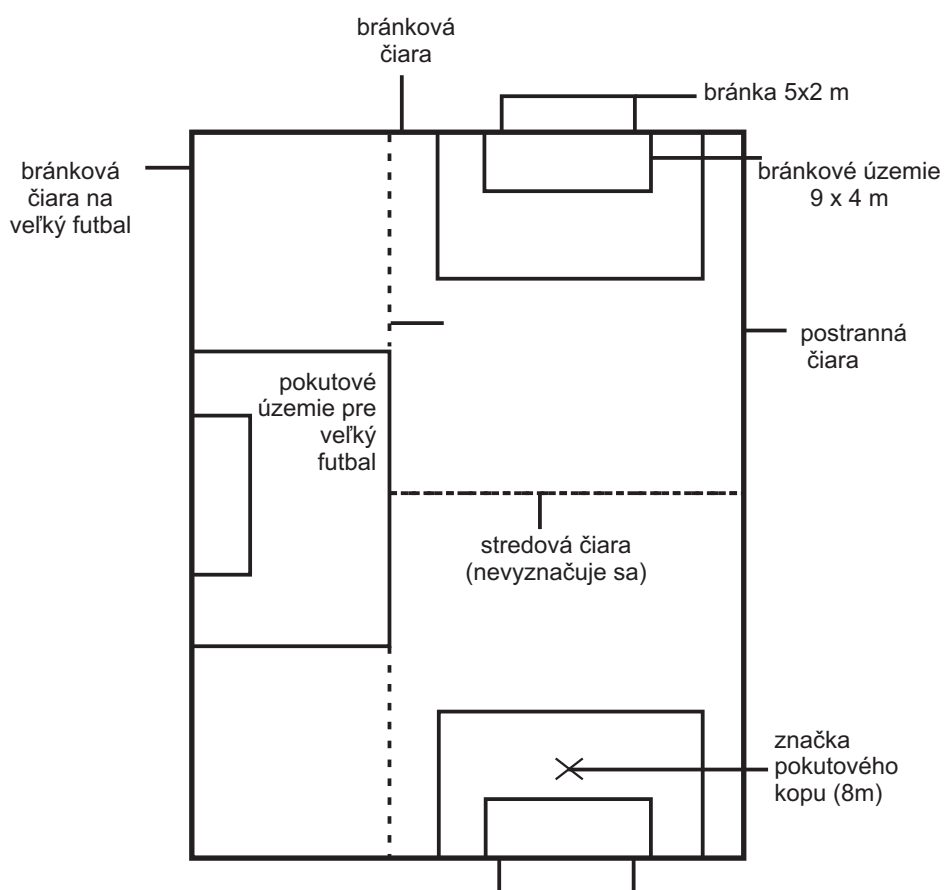 bránková
čiara
bránka 5x2 m
bránková
čiara na
veľký futbal
bránkové územie
9 x 4 m
postranná
čiara
pokutové
územie pre
veľký
futbal
stredová čiara
(nevyznačuje sa)
značka
pokutového
kopu (8m)